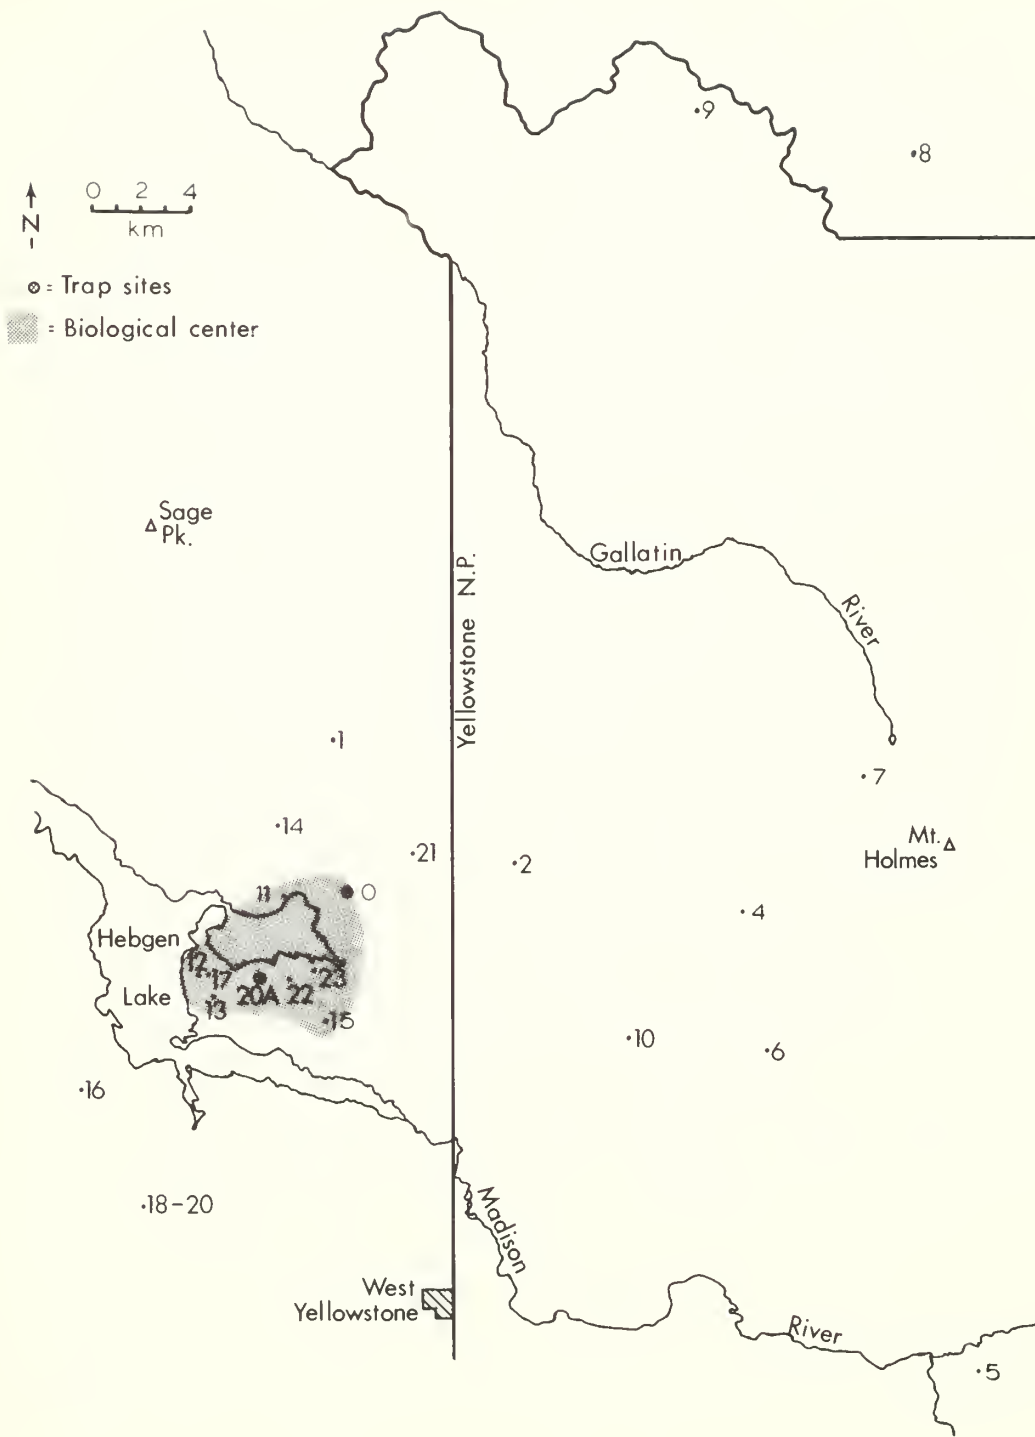 ·9
·8
0 2 4
km
N
= Trap sites
= Biological center
Sage
Pk.
Gallatin
River
Yellowstone N.P.
·1
·7
·14
·21
·2
Mt.
Holmes
11
0
·4
Hebgen
12
·17
·23
20A
·22
Lake
13
·15
·10
·6
·16
·18-20
Madison
West
Yellowstone
River
·5